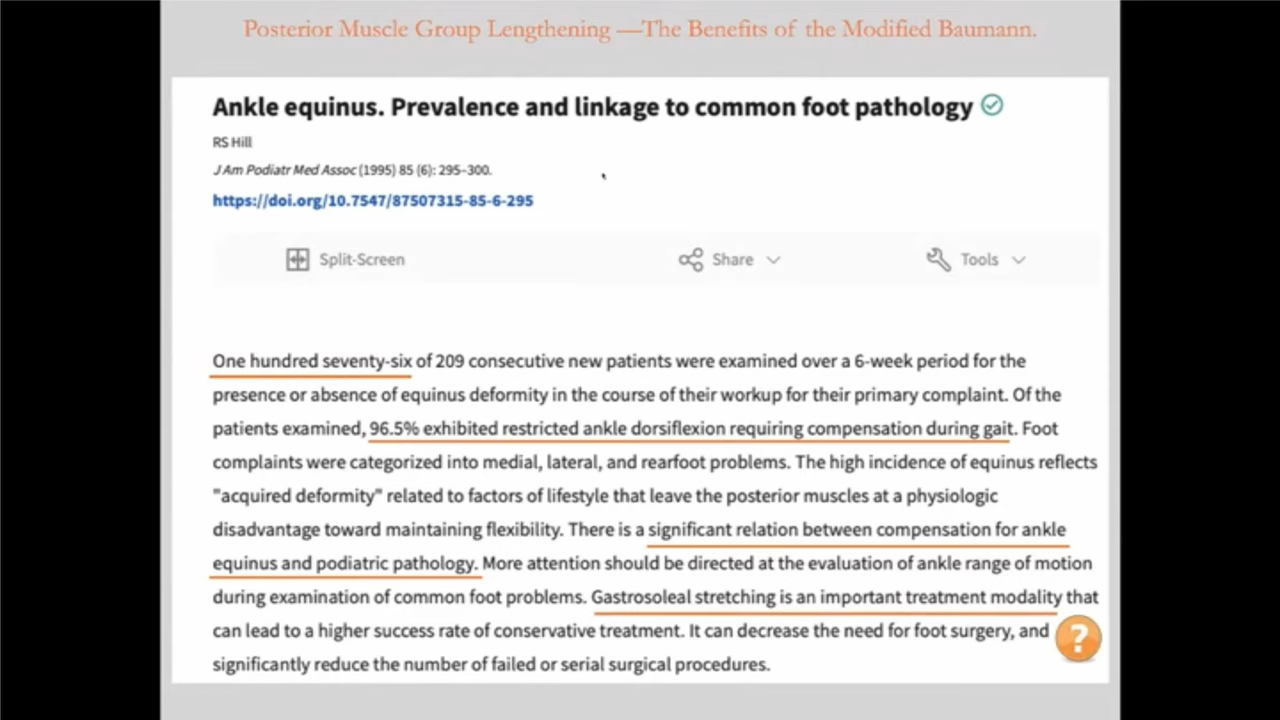 Posterior Muscle Group Lengthening —The Benefits of the Modified Baumann.
Ankle equinus. Prevalence and linkage to common foot pathology
RS Hill
J Am Podiatr Med Assoc (1995) 85 (6): 295–300.
https://doi.org/10.7547/87507315-85-6-295
Split-Screen
Share
Tools
One hundred seventy-six of 209 consecutive new patients were examined over a 6-week period for the
presence or absence of equinus deformity in the course of their workup for their primary complaint. Of the
patients examined, 96.5% exhibited restricted ankle dorsiflexion requiring compensation during gait. Foot
complaints were categorized into medial, lateral, and rearfoot problems. The high incidence of equinus reflects
"acquired deformity" related to factors of lifestyle that leave the posterior muscles at a physiologic
disadvantage toward maintaining flexibility. There is a significant relation between compensation for ankle
equinus and podiatric pathology. More attention should be directed at the evaluation of ankle range of motion
during examination of common foot problems. Gastrosoleal stretching is an important treatment modality that
can lead to a higher success rate of conservative treatment. It can decrease the need for foot surgery, and
significantly reduce the number of failed or serial surgical procedures.
?